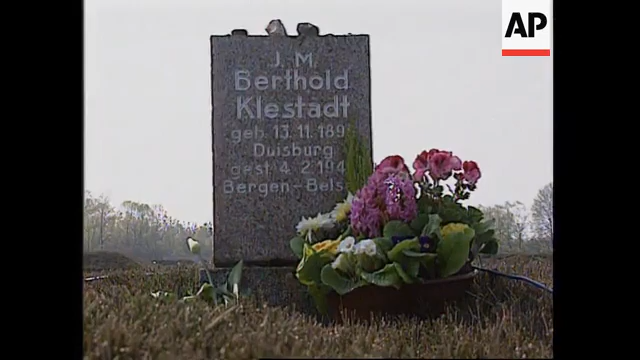 AP
J. M.
Berthold
Klestadt
geb. 13.11.189
Duisburg
gest. 4.2.194
Bergen-Bels